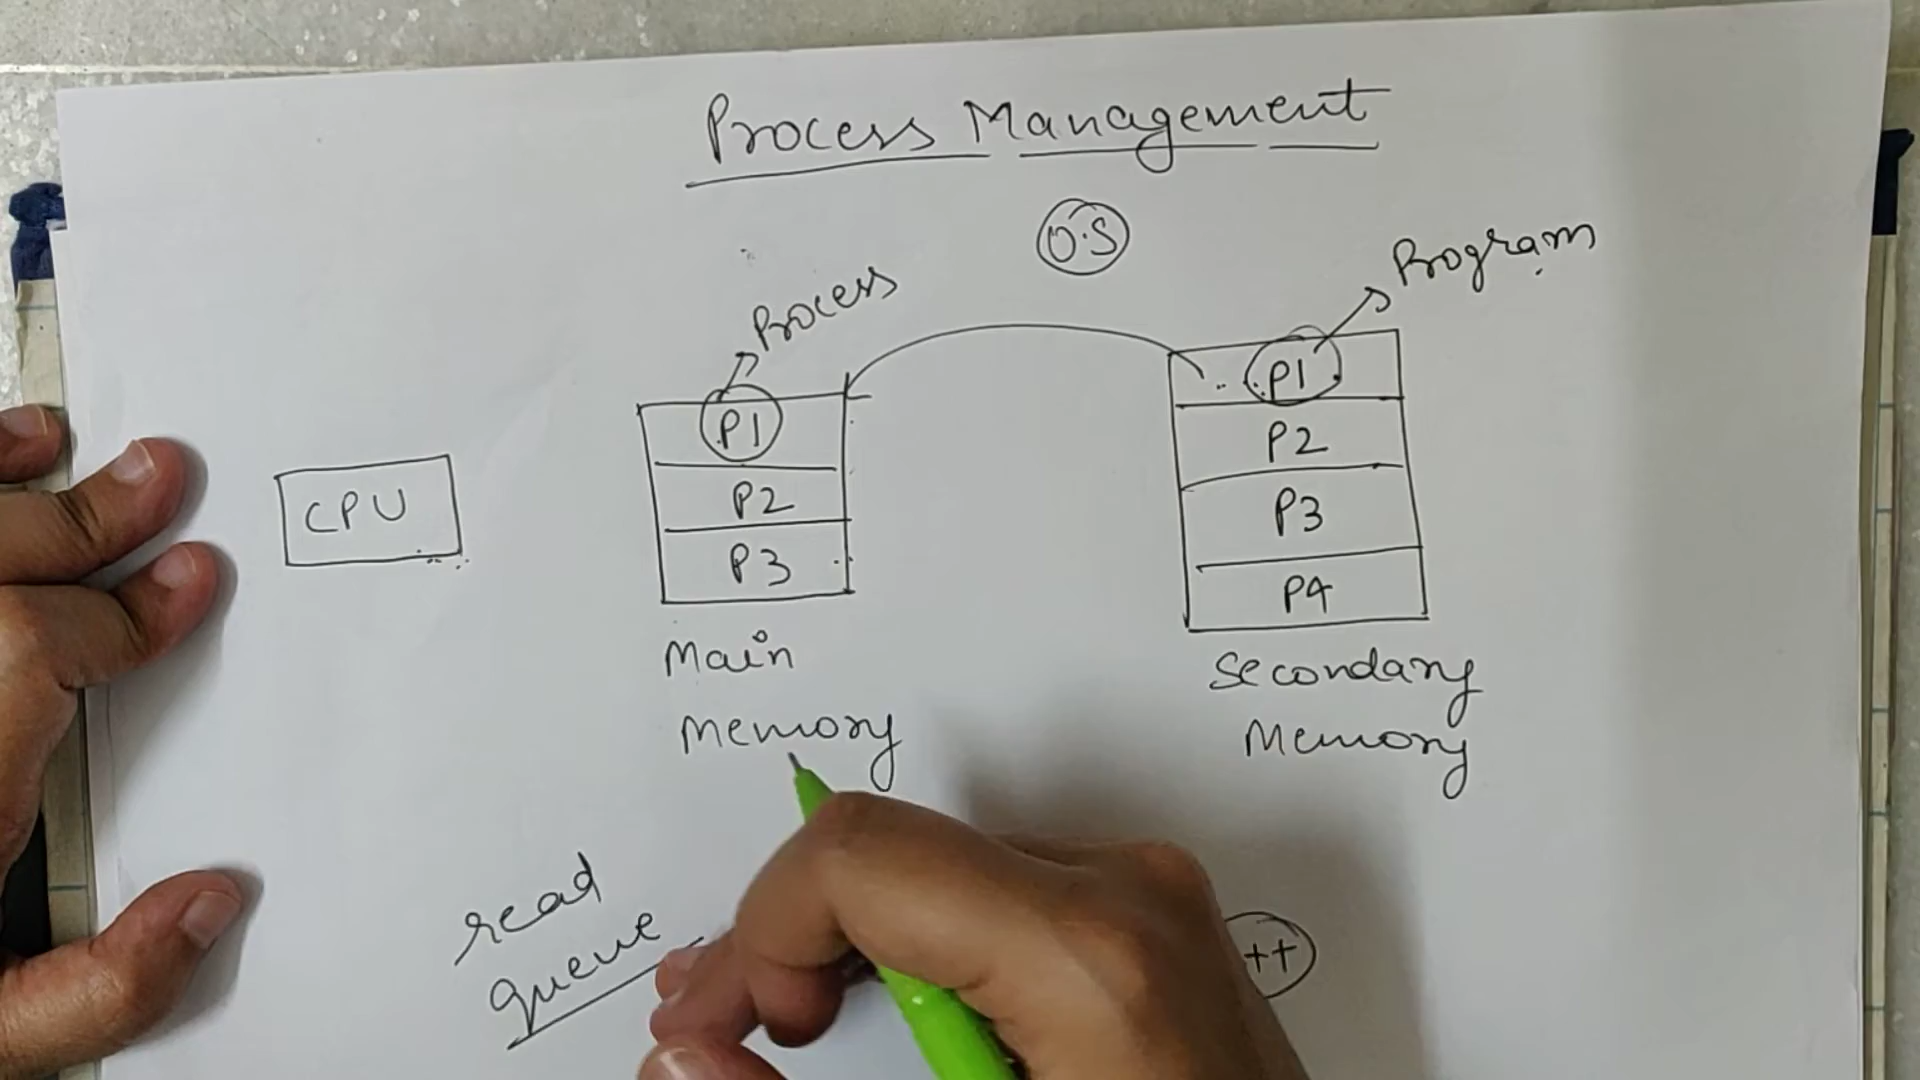 Process Management
O.S
Program
Process
P1
P2
P3
P4
P1
P2
P3
CPU
Main
Memory
Secondary
Memory
read
queue
++